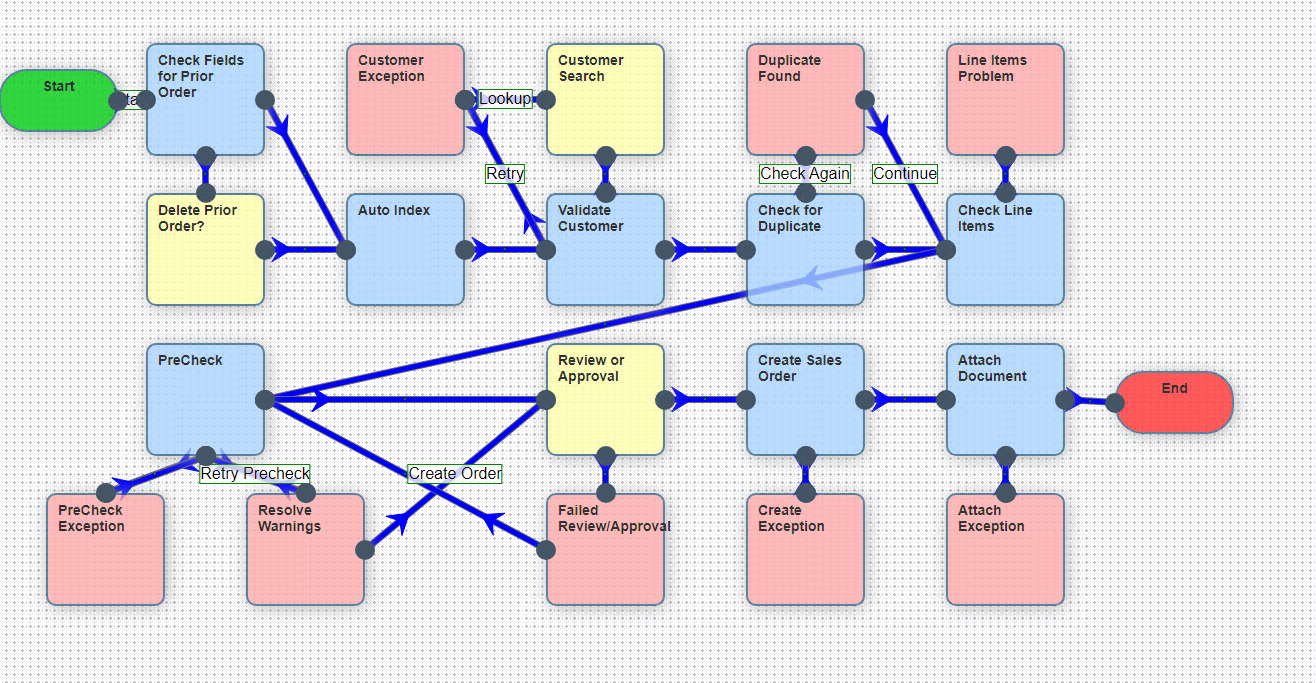 Start
Check Fields
for Prior
Order
Customer
Exception
Customer
Search
Duplicate
Found
Line Items
Problem
Lookup
Retry
Check Again
Continue
Delete Prior
Order?
Auto Index
Validate
Customer
Check for
Duplicate
Check Line
Items
PreCheck
Review or
Approval
Create Sales
Order
Attach
Document
End
Retry Precheck
Create Order
PreCheck
Exception
Resolve
Warnings
Failed
Review/Approval
Create
Exception
Attach
Exception